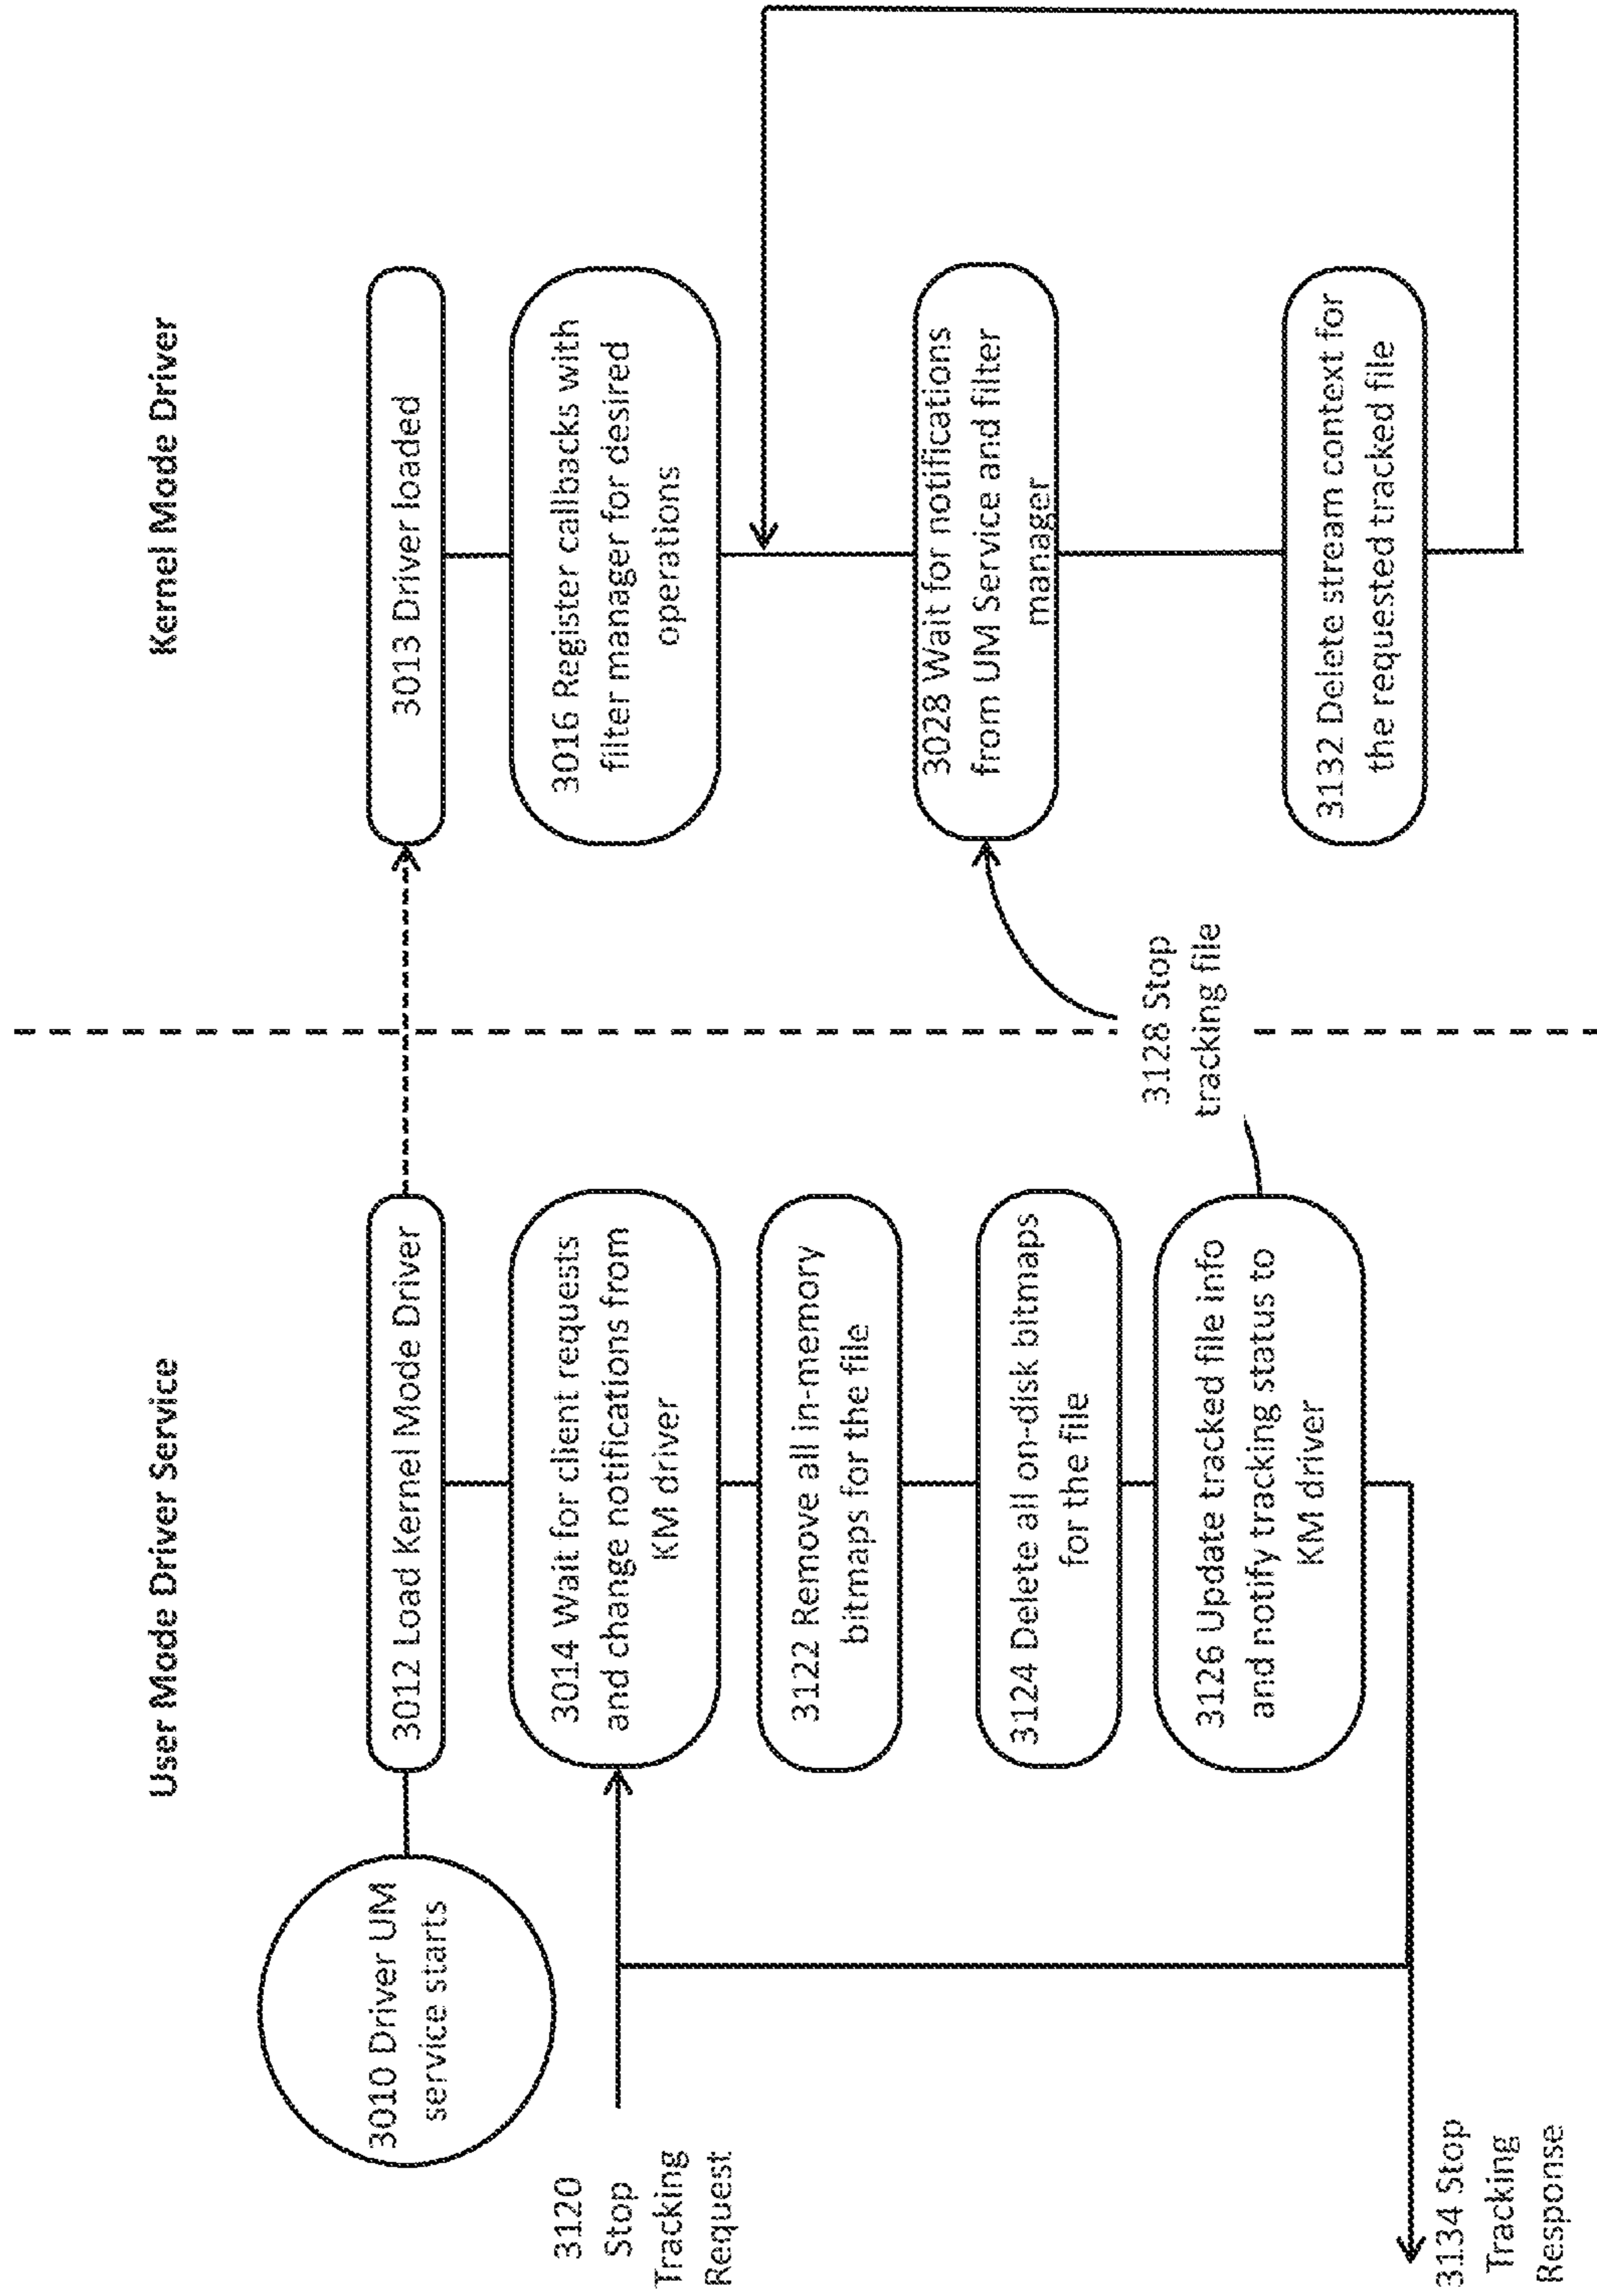 User Mode Driver Service
Kernel Mode Driver
3010 Driver UM
service starts
3012 Load Kernel Mode Driver
3013 Driver loaded
3120
Stop
Tracking
Request
3014 Wait for client requests
and change notifications from
KM driver
3016 Register callbacks with
filter manager for desired
operations
3122 Remove all in-memory
bitmaps for the file
3028 Wait for notifications
from UM Service and filter
manager
3124 Delete all on-disk bitmaps
for the file
3128 Stop
tracking file
3126 Update tracked file info
and notify tracking status to
KM driver
3132 Delete stream context for
the requested tracked file
3134 Stop
Tracking
Response